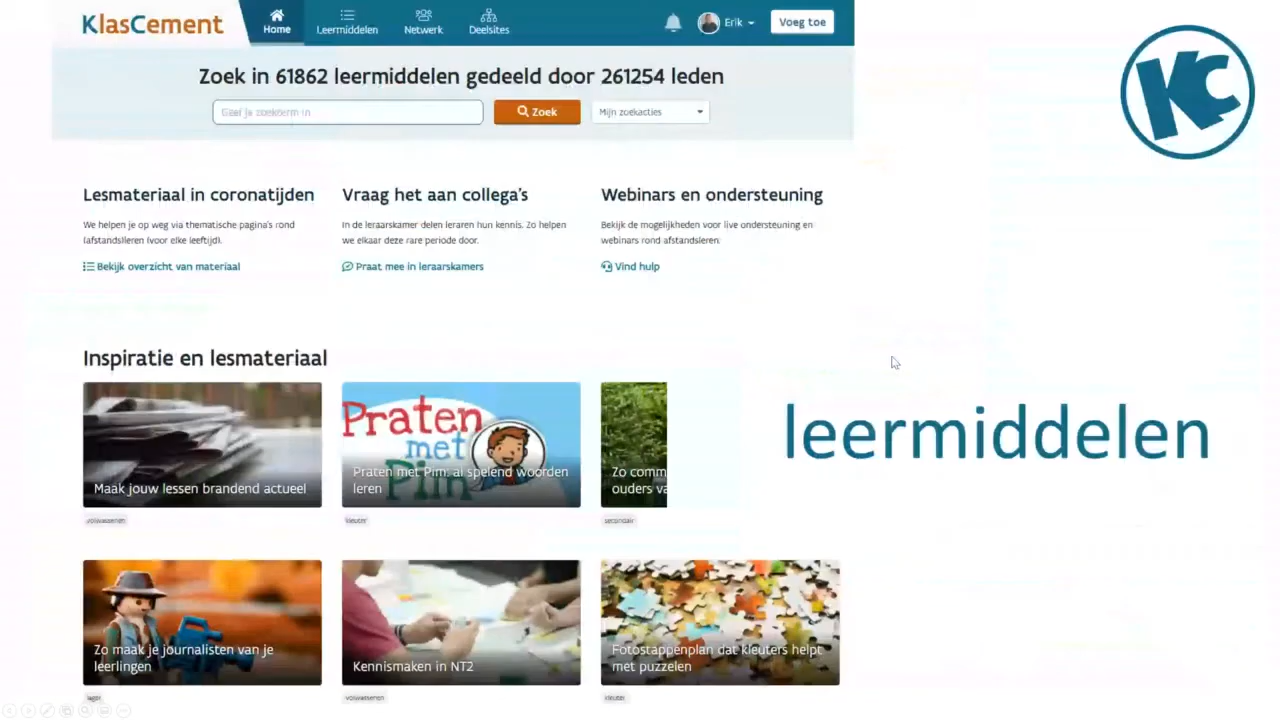 KlasCement
Home
Leermiddelen
Netwerk
Deelsites
Erik
Voeg toe
KC
Zoek in 61862 leermiddelen gedeeld door 261254 leden
Geef je zoekterm in
Zoek
Mijn zoekacties
Lesmateriaal in coronatijden
We helpen je op weg via thematische pagina's rond
(afstands)leren (voor elke leeftijd).
Bekijk overzicht van materiaal
Vraag het aan collega's
In de leraarskamer delen leraren hun kennis. Zo helpen
we elkaar deze rare periode door.
Praat mee in leraarskamers
Webinars en ondersteuning
Bekijk de mogelijkheden voor live ondersteuning en
webinars rond afstandsleren.
Vind hulp
Inspiratie en lesmateriaal
Maak jouw lessen brandend actueel
volwassenen
Praten
met
Pim
Praten met Pim: al spelend woorden
leren
kleuter
Zo comm
ouders va
secundair
leermiddelen
Zo maak je journalisten van je
leerlingen
lager
Kennismaken in NT2
volwassenen
Fotostappenplan dat kleuters helpt
met puzzelen
kleuter